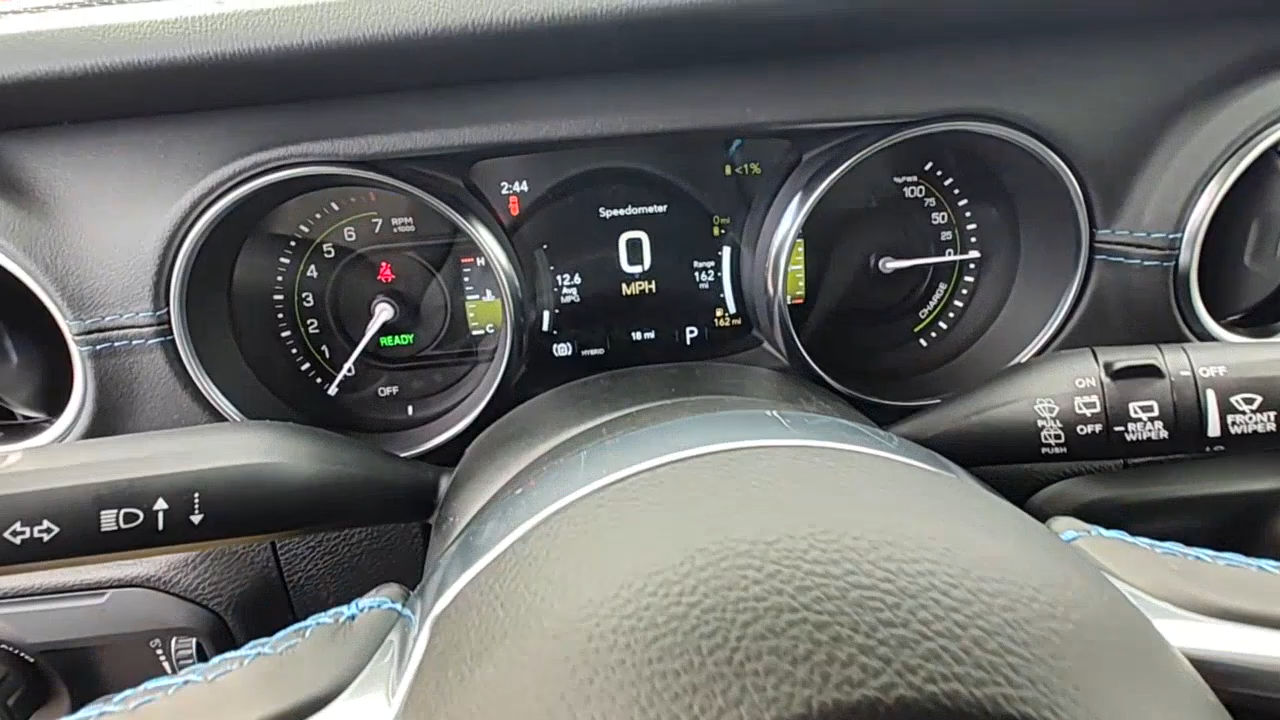 7
RPM
x1000
6
5
4
3
2
1
0
READY
OFF
H
C
2:44
<1%
Speedometer
0
MPH
12.6
Avg
MPG
0 mi
Range
162
mi
162 mi
HYBRID
18 mi
P
%PWR
100
75
50
25
0
CHARGE
E
ON
OFF
PULL
PUSH
REAR
WIPER
OFF
FRONT
WIPER